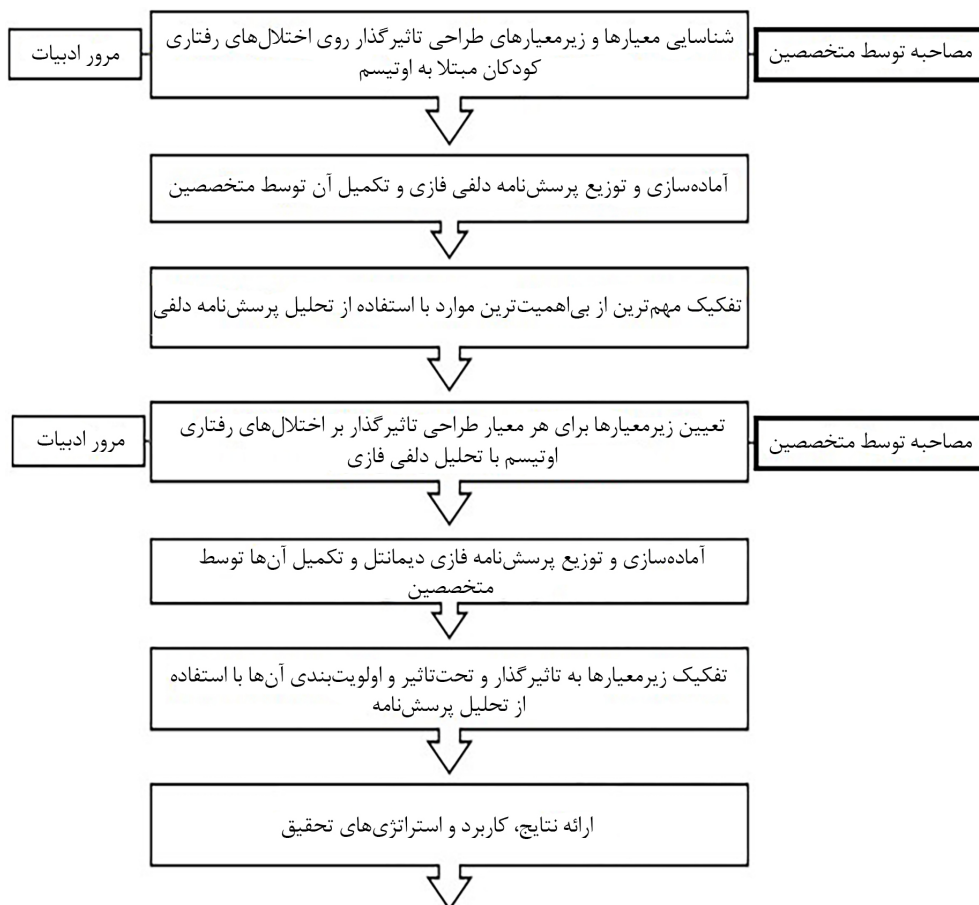 شناسایی معیارها و زیرمعیارهای طراحی تاثیرگذار روی اختلال‌های رفتاری
کودکان مبتلا به اوتیسم
مصاحبه توسط متخصصین
مرور ادبیات
آماده‌سازی و توزیع پرسش‌نامه دلفی فازی و تکمیل آن توسط متخصصین
تفکیک مهم‌ترین از بی‌اهمیت‌ترین موارد با استفاده از تحلیل پرسش‌نامه دلفی
مصاحبه توسط متخصصین
تعیین زیرمعیارها برای هر معیار طراحی تاثیرگذار بر اختلال‌های رفتاری
اوتیسم با تحلیل دلفی فازی
مرور ادبیات
آماده‌سازی و توزیع پرسش‌نامه فازی دیمانتل و تکمیل آن‌ها توسط
متخصصین
تفکیک زیرمعیارها به تاثیرگذار و تحت‌تاثیر و اولویت‌بندی آن‌ها با استفاده
از تحلیل پرسش‌نامه
ارائه نتایج، کاربرد و استراتژی‌های تحقیق